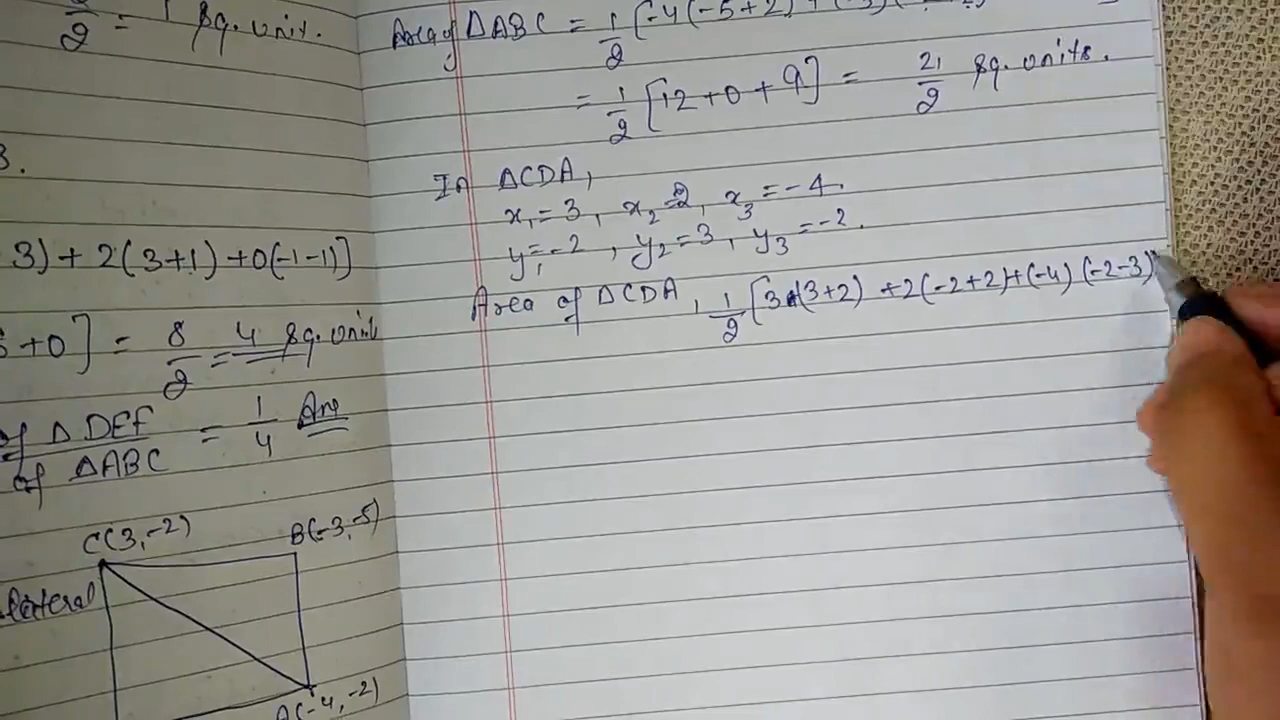 = 1 sq. unit.
3.
3) + 2(3+1) + 0(-1-1)]
+0] = 8/2 = 4 sq. unit
of Δ DEF / of ΔABC = 1/4 Ans
C(3,-2) B(-3,-5)
lateral
A(-4,-2)
Area of ΔABC = 1/2 [-4(-5+2)
= 1/2 [12+0+9] = 21/2 sq. units.
In ΔCDA,
x₁=3, x₂=2, x₃=-4.
y₁=-2, y₂=3, y₃=-2.
Area of ΔCDA, 1/2 [3(3+2) +2(-2+2)+(-4)(-2-3)